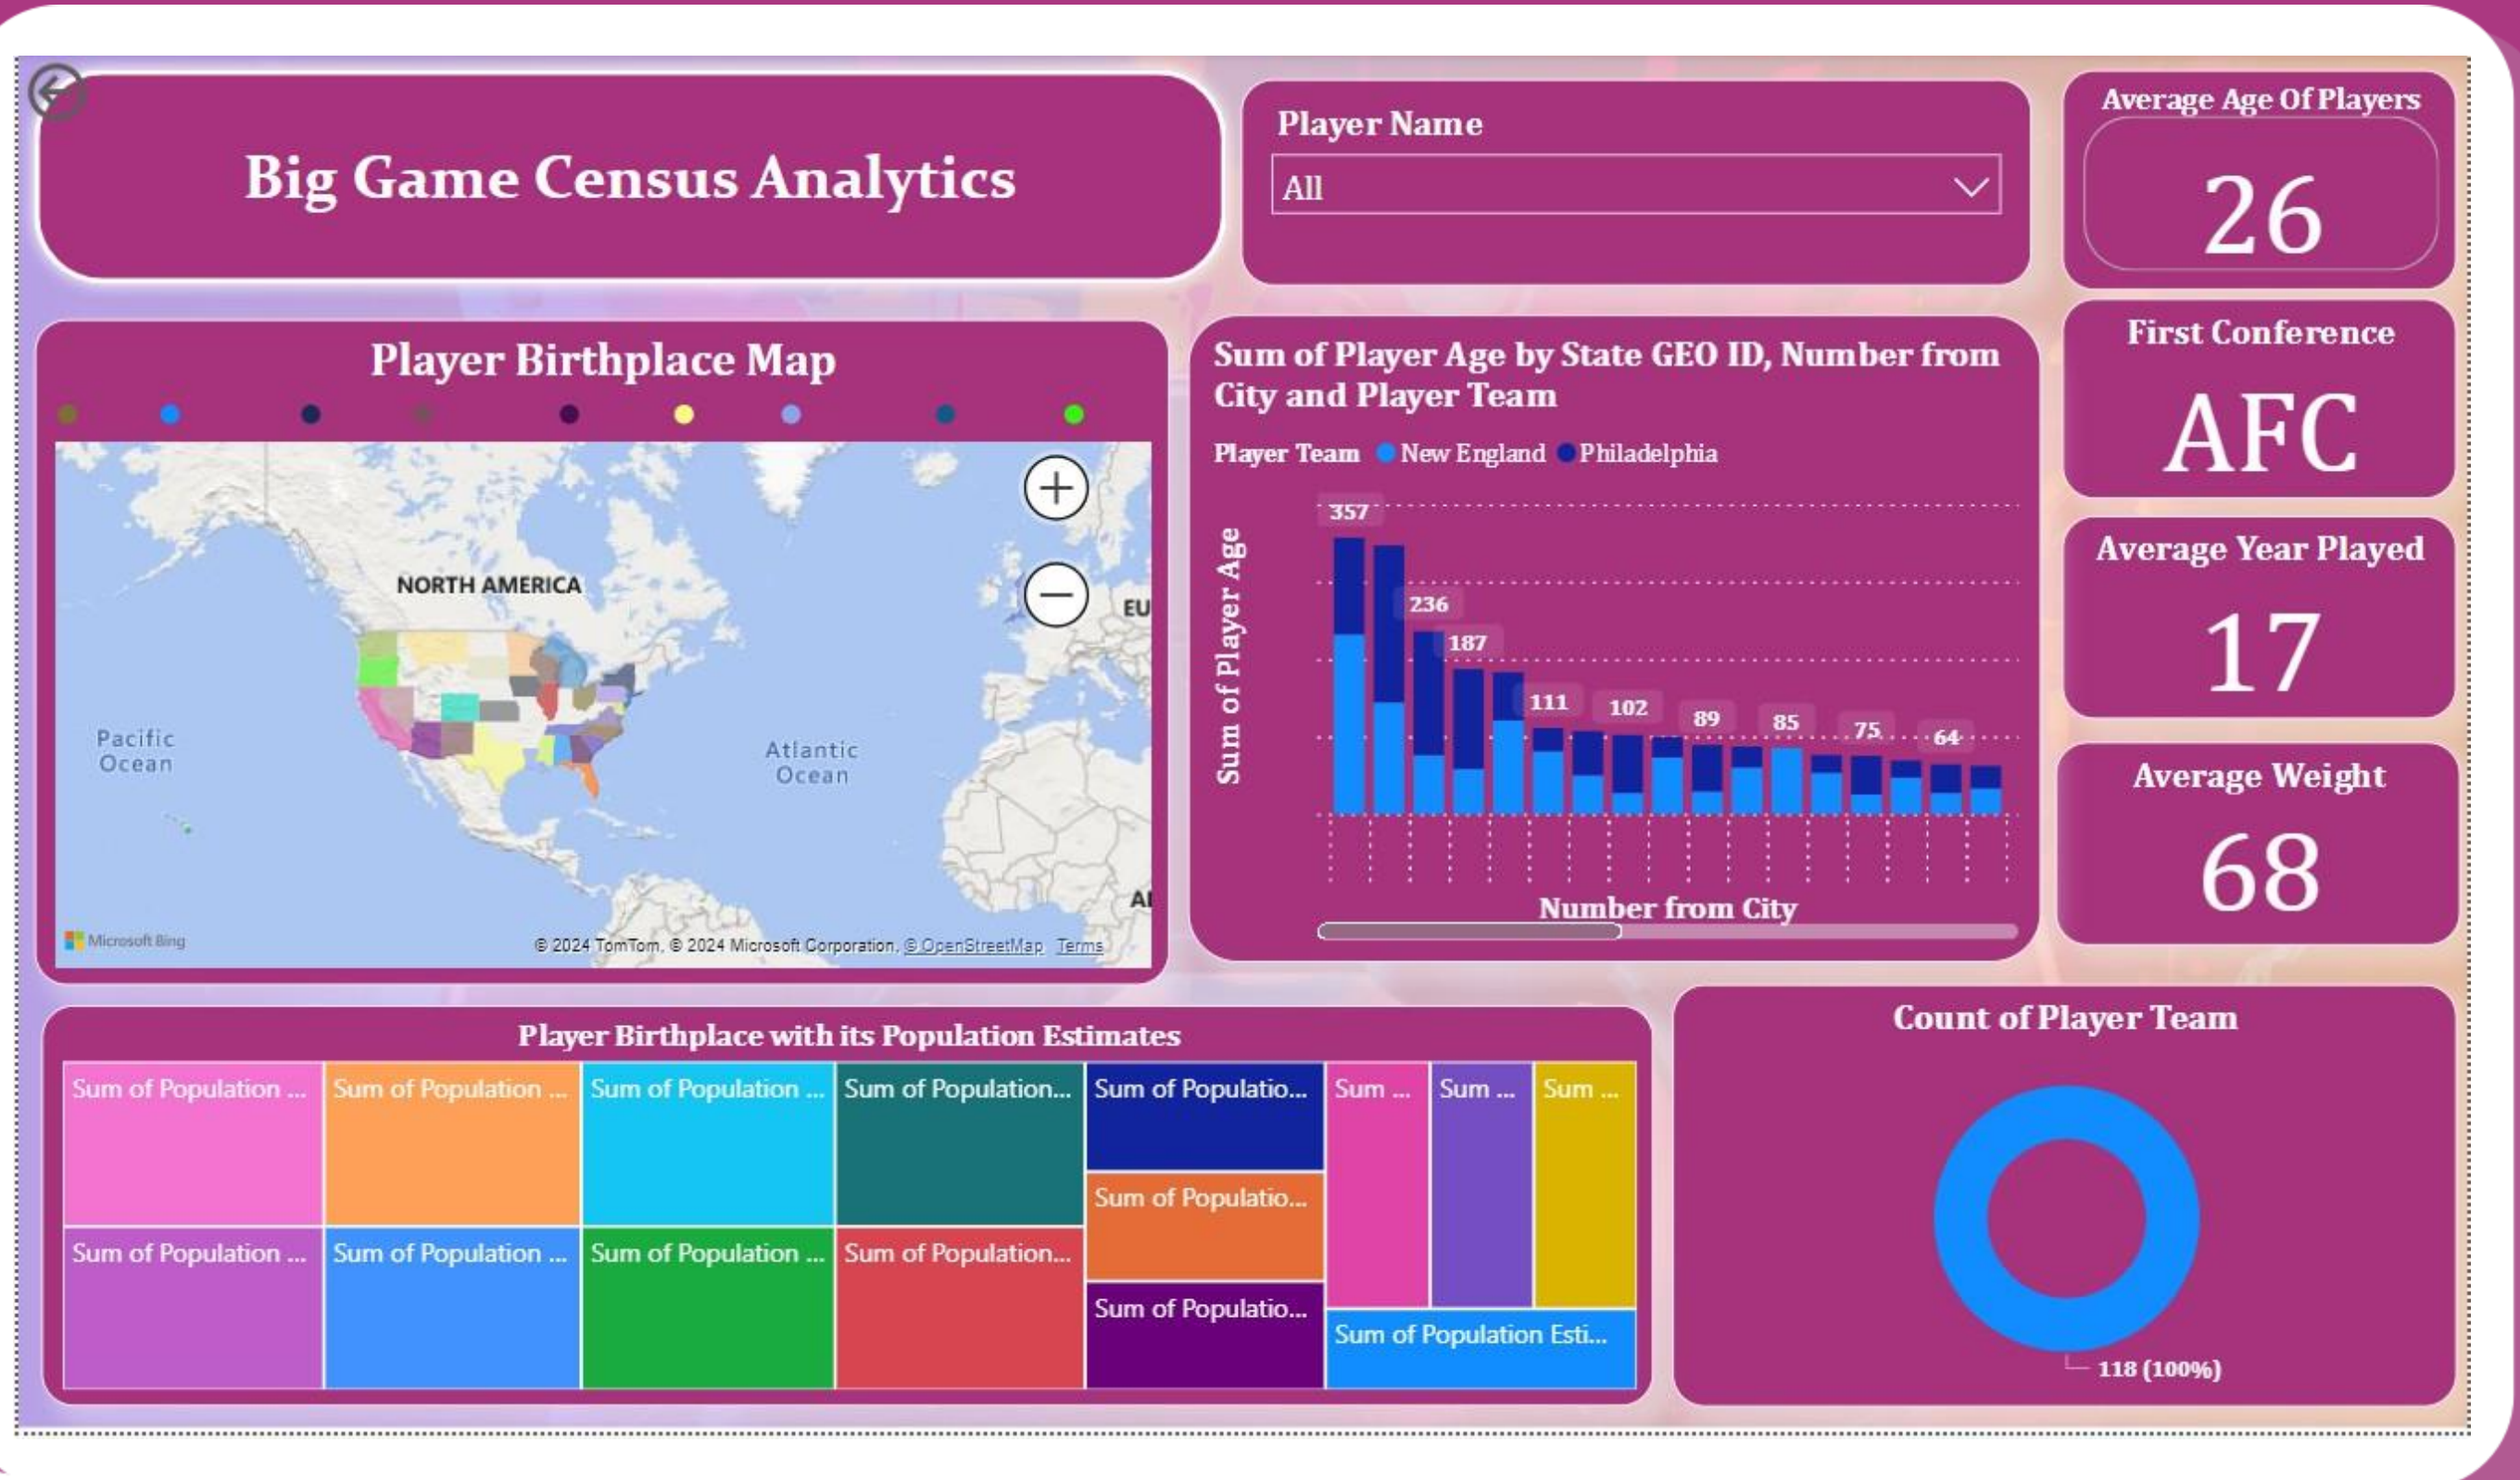 Big Game Census Analytics
Player Name
All
Average Age Of Players
26
First Conference
AFC
Average Year Played
17
Average Weight
68
Player Birthplace Map
NORTH AMERICA
EU
Pacific
Ocean
Atlantic
Ocean
AI
Microsoft Bing
© 2024 TomTom, © 2024 Microsoft Corporation, © OpenStreetMap Terms
Sum of Player Age by State GEO ID, Number from
City and Player Team
Player Team New England Philadelphia
Sum of Player Age
357
236
187
111
102
89
85
75
64
Number from City
Player Birthplace with its Population Estimates
Sum of Population ...
Sum of Population ...
Sum of Population ...
Sum of Population...
Sum of Populatio...
Sum ...
Sum ...
Sum ...
Sum of Populatio...
Sum of Population ...
Sum of Population ...
Sum of Population ...
Sum of Population...
Sum of Populatio...
Sum of Population Esti...
Count of Player Team
118 (100%)